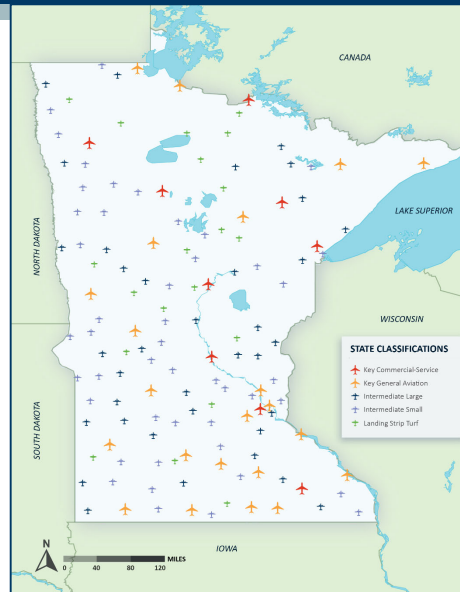 CANADA
LAKE SUPERIOR
NORTH DAKOTA
WISCONSIN
STATE CLASSIFICATIONS
Key Commercial-Service
Key General Aviation
Intermediate Large
Intermediate Small
Landing Strip Turf
SOUTH DAKOTA
IOWA
N
MILES
0 40 80 120